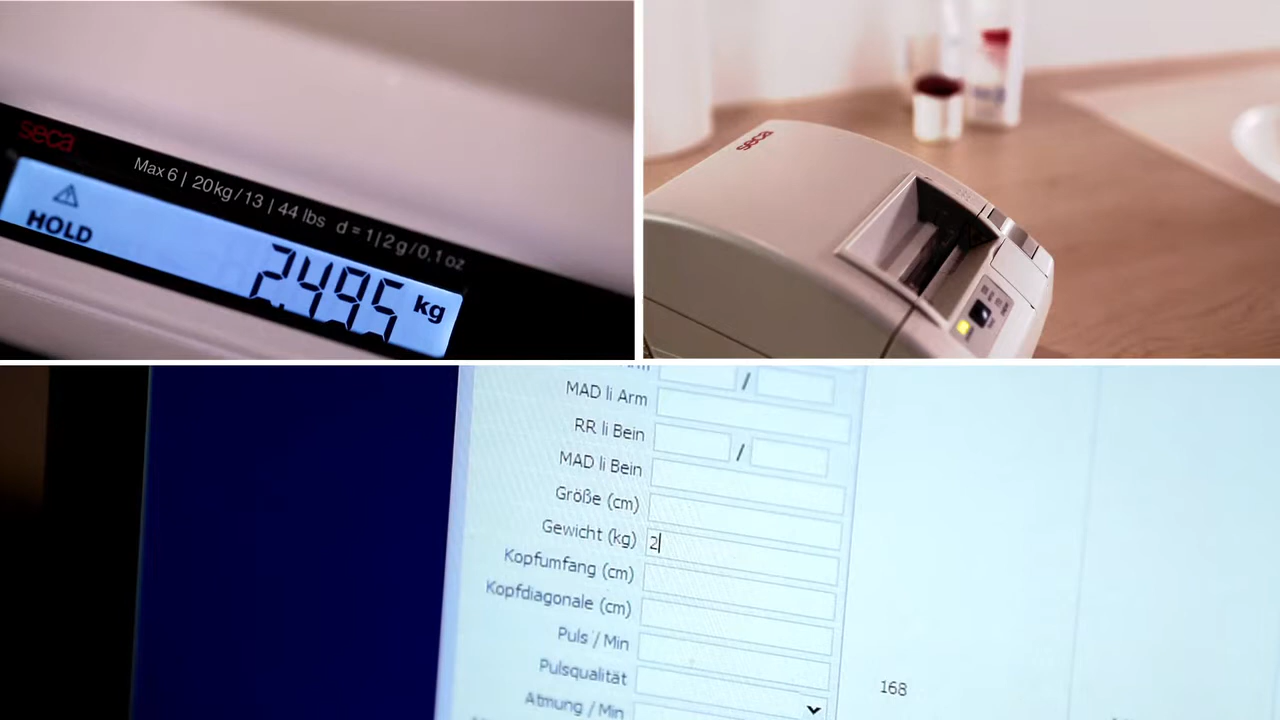 seca
Max 6 | 20kg / 13 | 44 lbs d = 1|2g/0,1oz
HOLD
2.495 kg
seca
MAD li Arm
/
RR li Bein
/
MAD li Bein
Größe (cm)
Gewicht (kg) 2
Kopfumfang (cm)
Kopfdiagonale (cm)
Puls / Min
Pulsqualität
168
Atmung / Min